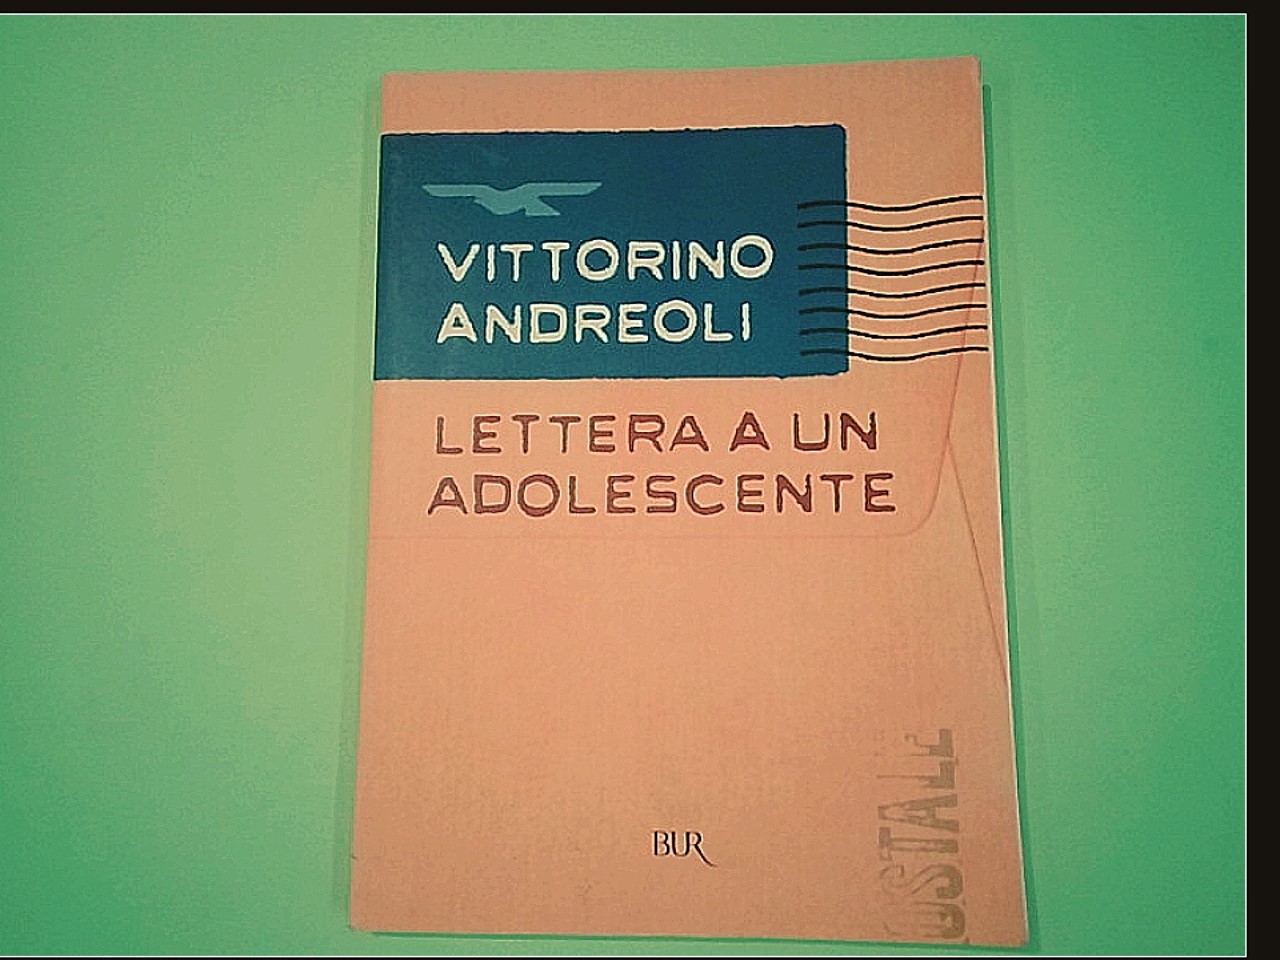 VITTORINO
ANDREOLI
LETTERA A UN
ADOLESCENTE
BUR
OSTALE